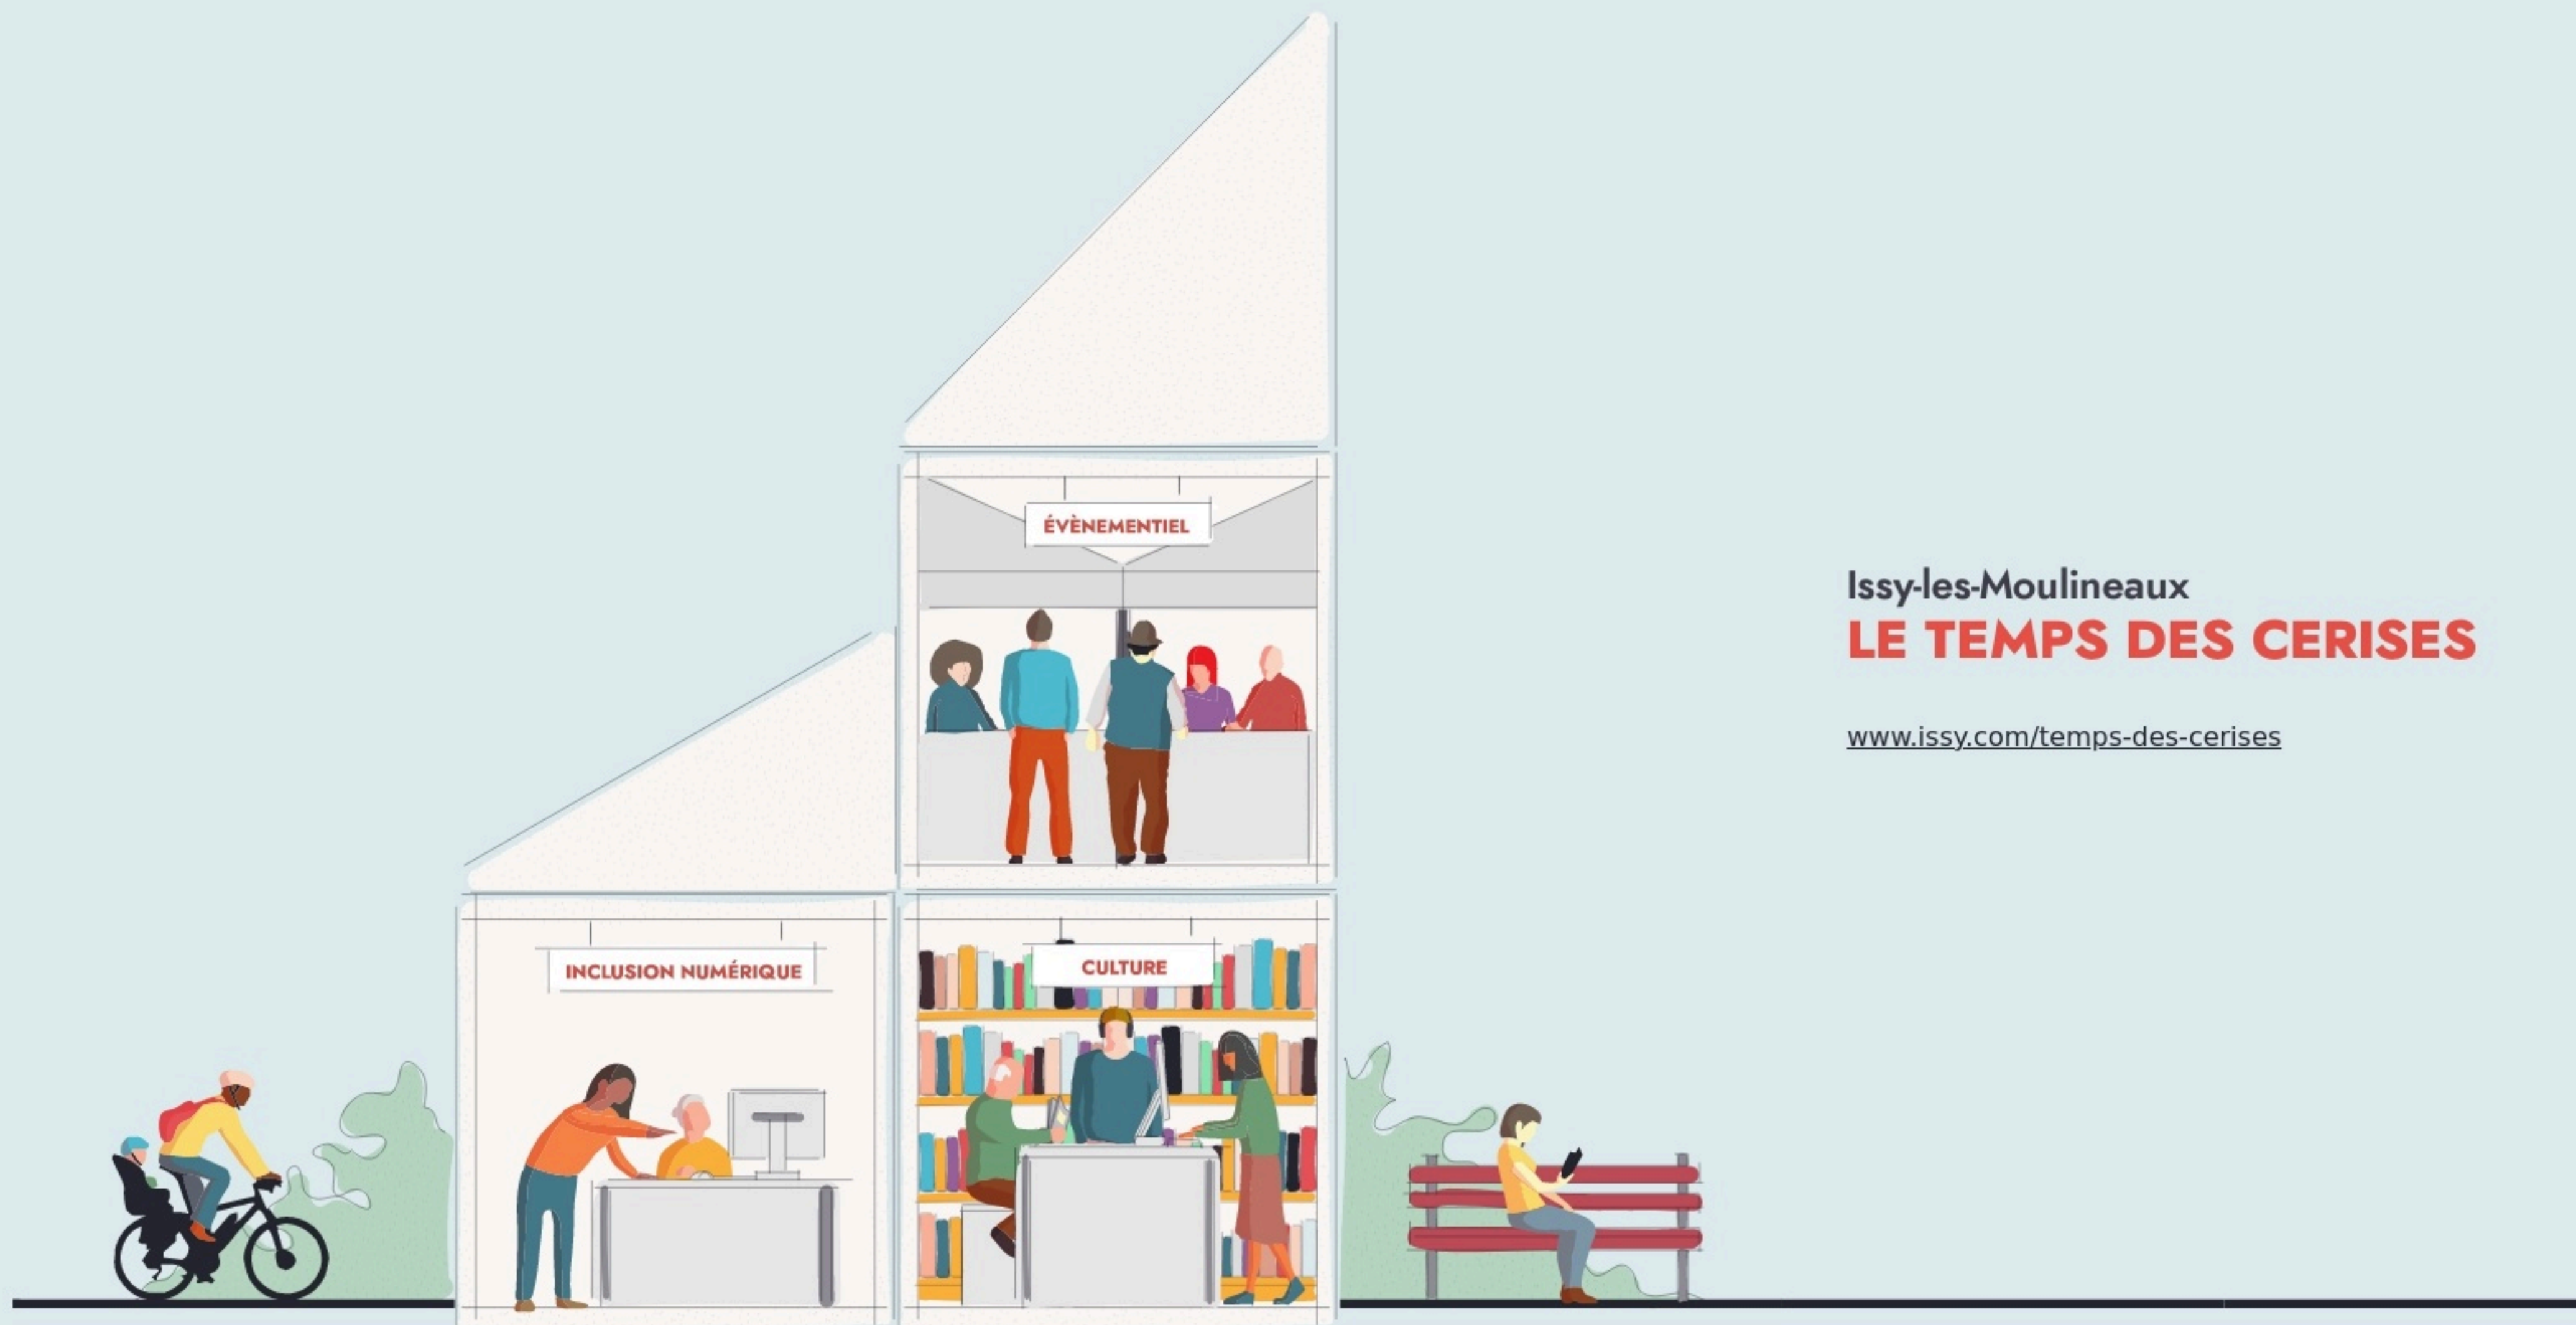 ÉVÈNEMENTIEL
Issy-les-Moulineaux
LE TEMPS DES CERISES
www.issy.com/temps-des-cerises
INCLUSION NUMÉRIQUE
CULTURE